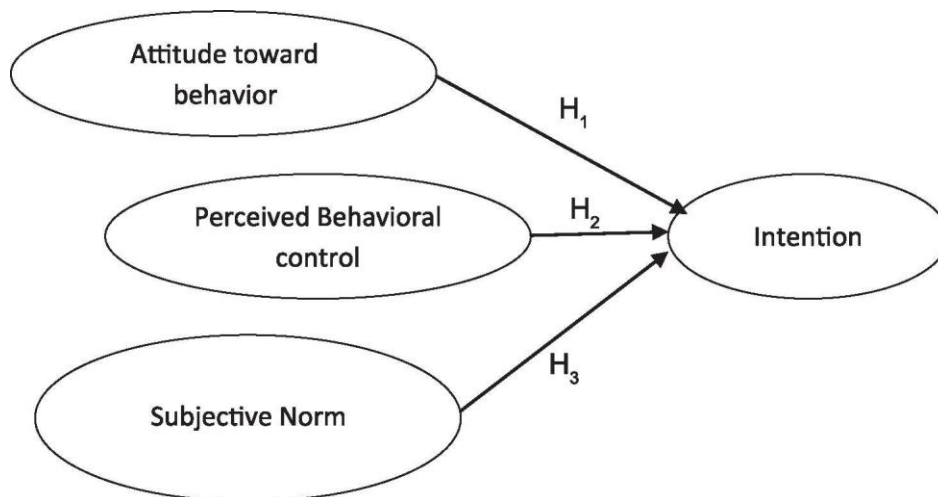 Attitude toward
behavior
H₁
Perceived Behavioral
control
H₂
Intention
Subjective Norm
H₃